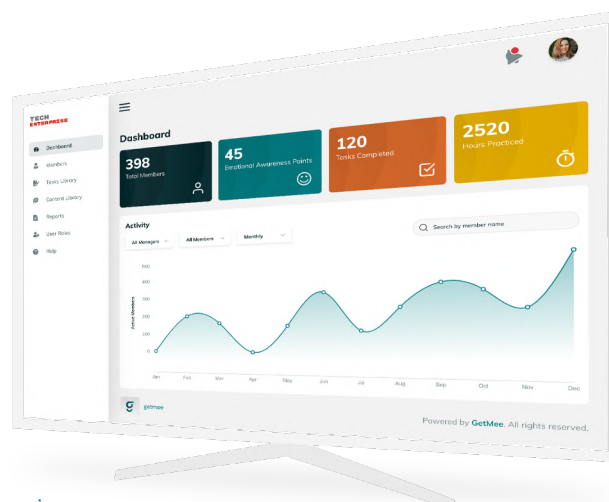 TECH
ENTERPRISE
Dashboard
Members
Tasks Library
Content Library
Reports
User Roles
Help
Dashboard
398
Total Members
45
Emotional Awareness Points
120
Tasks Completed
2520
Hours Practiced
Activity
All Managers
All Members
Monthly
Search by member name
Active Members
500
400
300
200
100
0
Jan
Feb
Mar
Apr
May
Jun
Jul
Aug
Sep
Oct
Nov
Dec
getmee
Powered by GetMee. All rights reserved.